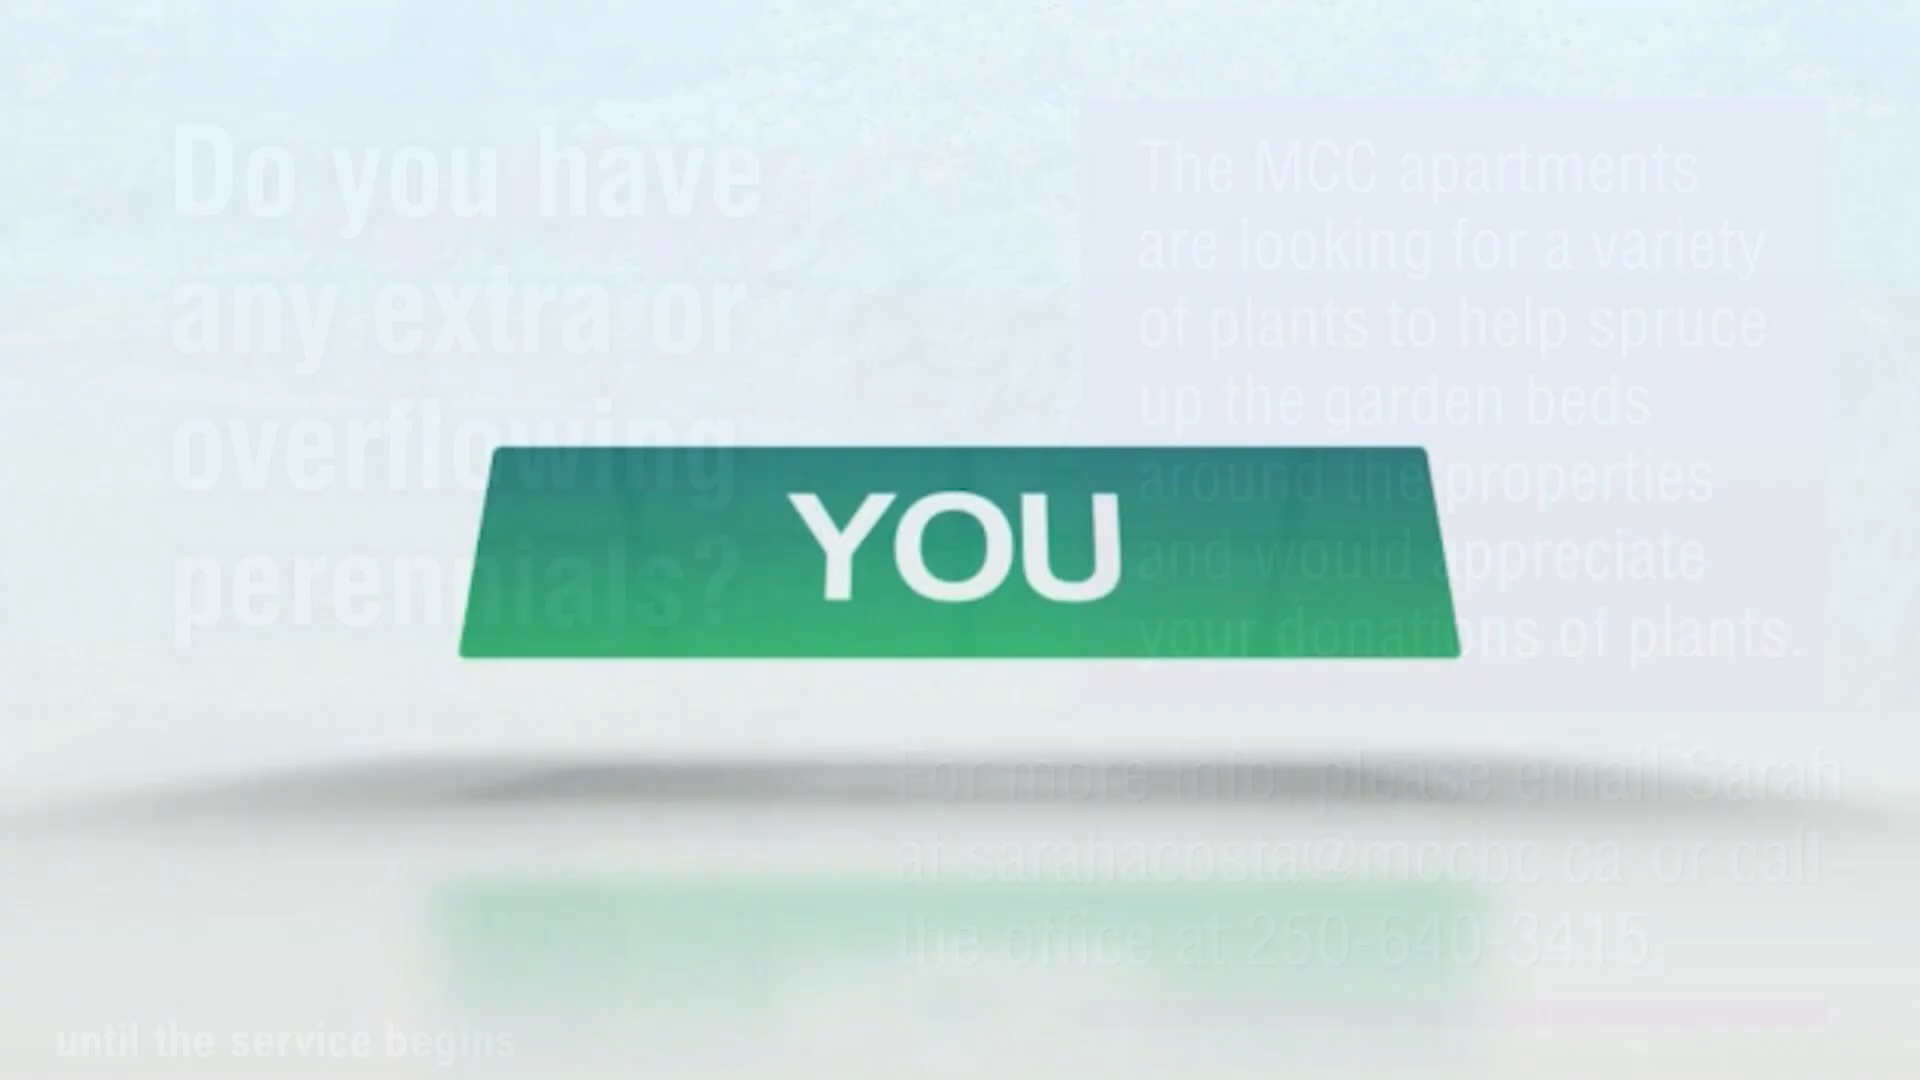 Do you have
any extra or
overflowing
perennials?
The MCC apartments
are looking for a variety
of plants to help spruce
up the garden beds
around the properties
and would appreciate
your donations of plants.
YOU
For more info, please email Sarah
at sarahacosta@mccbc.ca or call
the office at 250-640-3415.
until the service begins